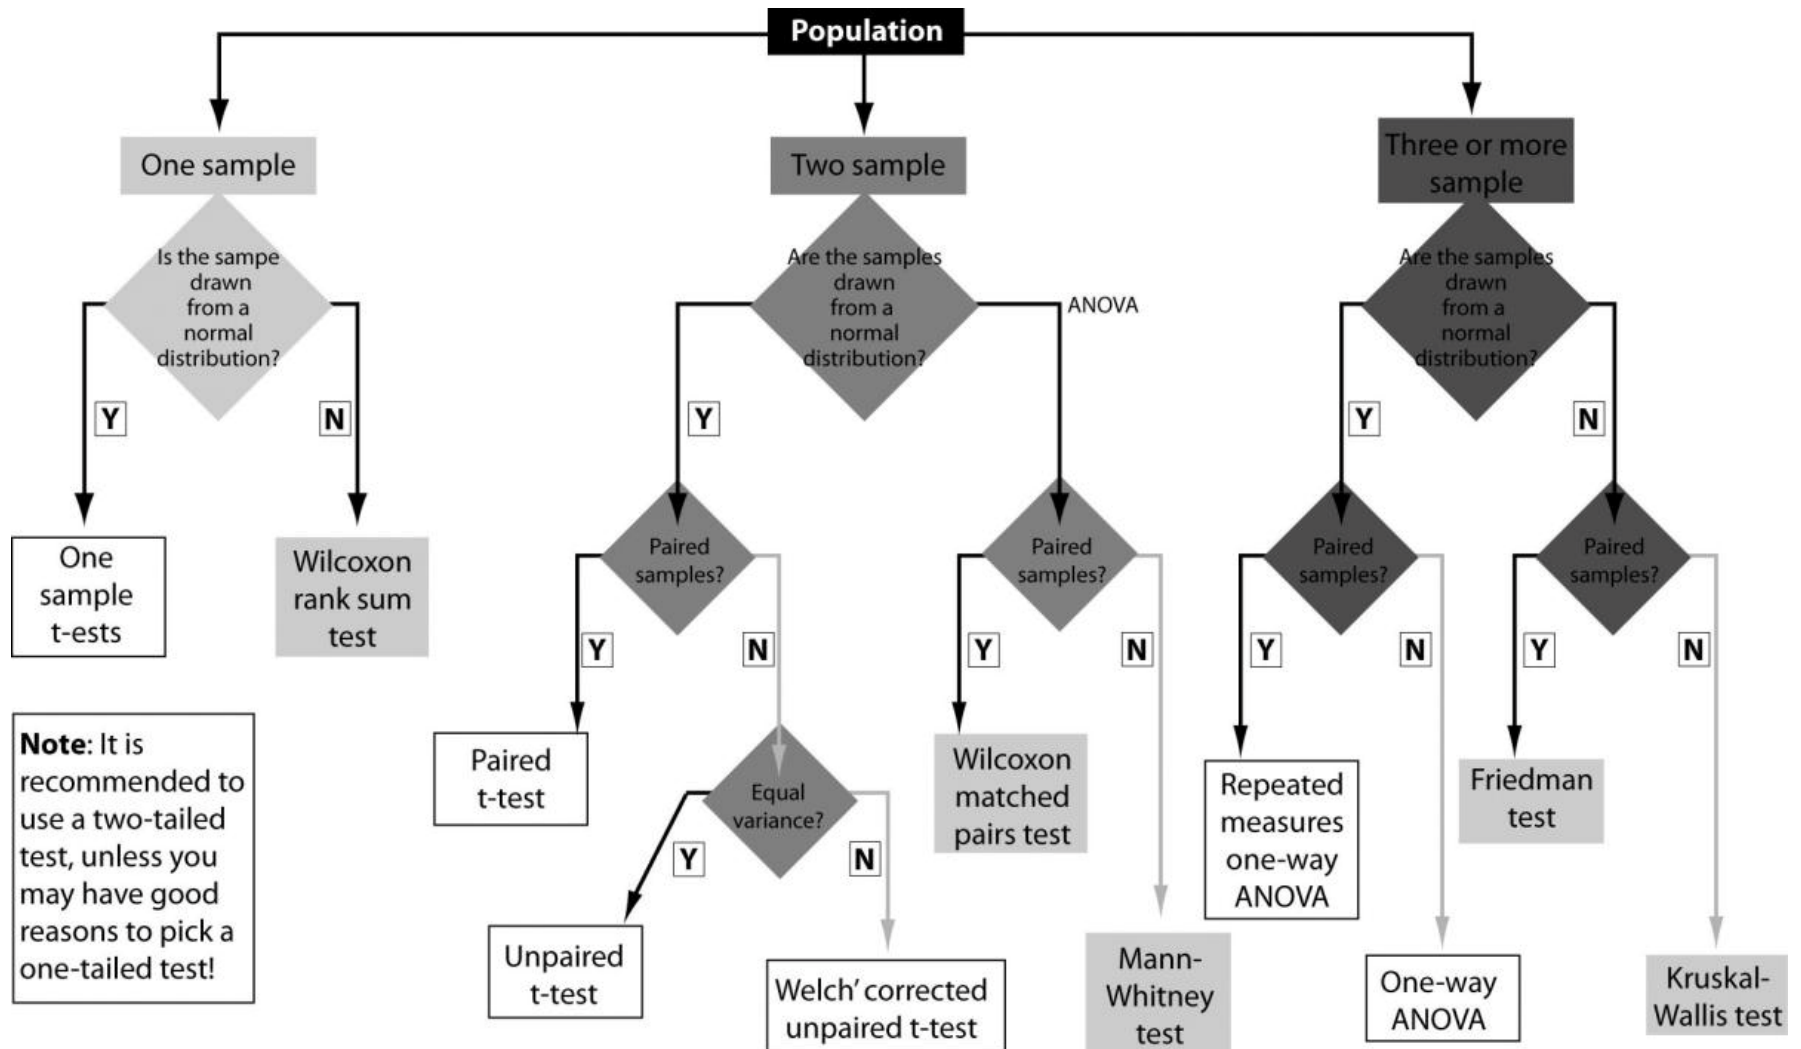 Population
One sample
Two sample
Three or more
sample
Is the sampe
drawn
from a
normal
distribution?
Are the samples
drawn
from a
normal
distribution?
ANOVA
Are the samples
drawn
from a
normal
distribution?
Y
N
Y
Y
N
One
sample
t-ests
Wilcoxon
rank sum
test
Paired
samples?
Paired
samples?
Paired
samples?
Paired
samples?
Y
N
Y
N
Y
N
Y
N
Note: It is
recommended to
use a two-tailed
test, unless you
may have good
reasons to pick a
one-tailed test!
Paired
t-test
Equal
variance?
Wilcoxon
matched
pairs test
Repeated
measures
one-way
ANOVA
Friedman
test
Y
N
Unpaired
t-test
Welch’ corrected
unpaired t-test
Mann-
Whitney
test
One-way
ANOVA
Kruskal-
Wallis test